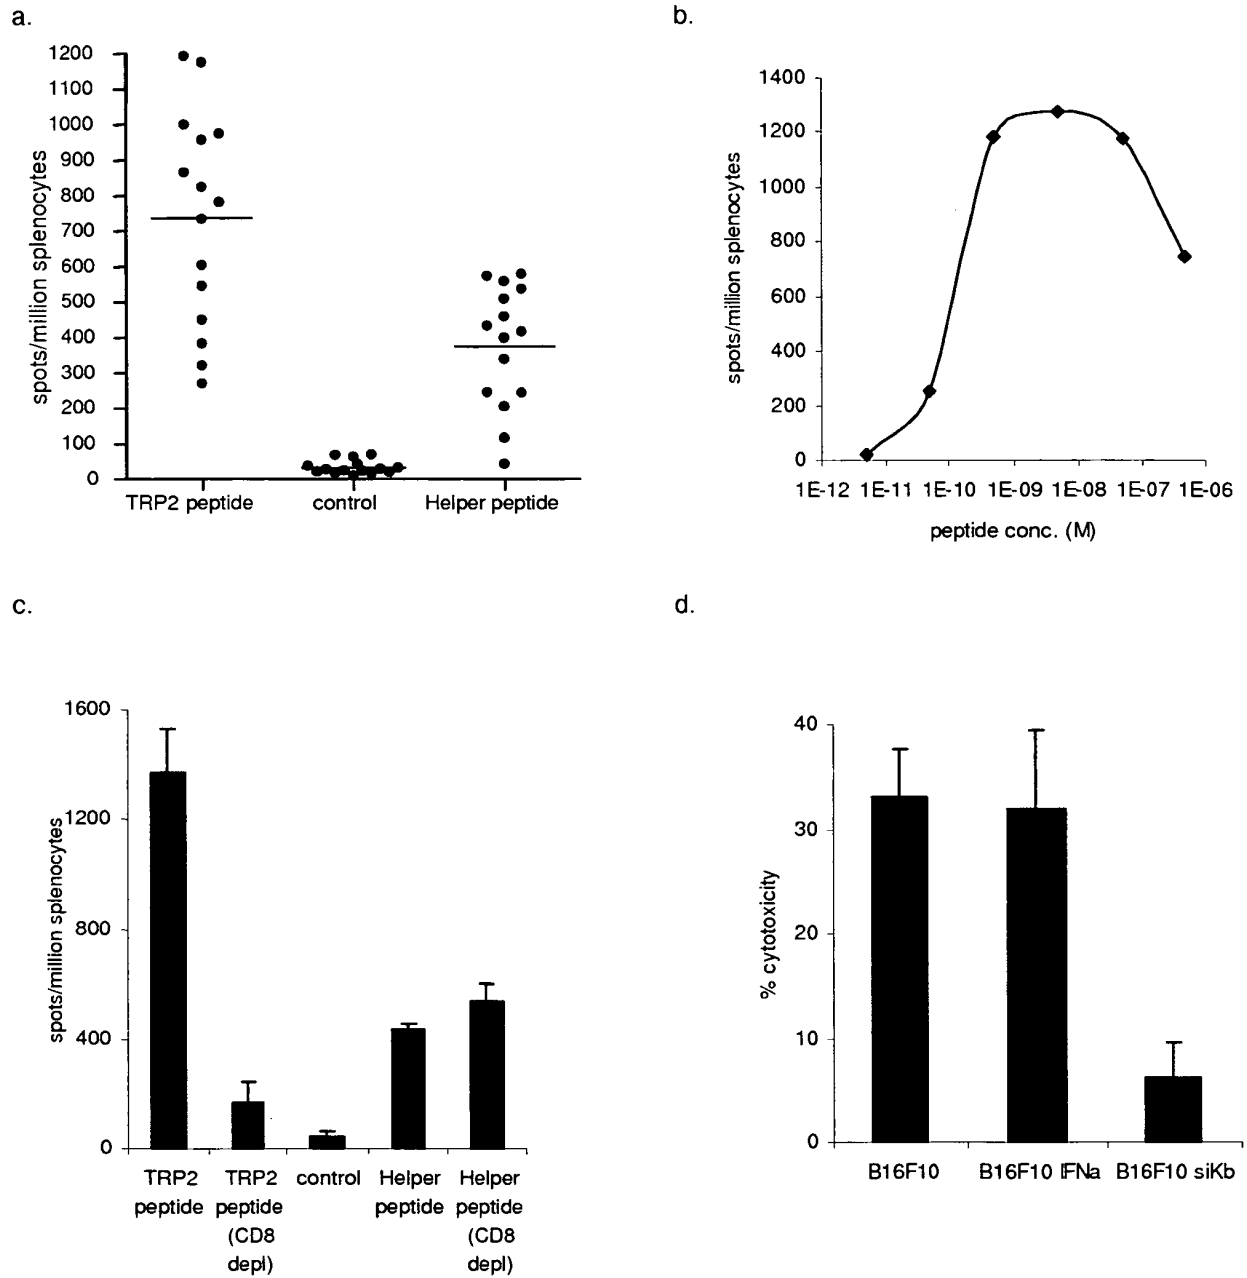 a.
spots/million splenocytes
1200
1100
1000
900
800
700
600
500
400
300
200
100
0
TRP2 peptide
control
Helper peptide
b.
spots/million splenocytes
1400
1200
1000
800
600
400
200
0
1E-12 1E-11 1E-10 1E-09 1E-08 1E-07 1E-06
peptide conc. (M)
c.
spots/million splenocytes
1600
1200
800
400
0
TRP2
peptide
TRP2
peptide
(CD8
depl)
control
Helper
peptide
Helper
peptide
(CD8
depl)
d.
% cytotoxicity
40
30
20
10
0
B16F10
B16F10 IFNa
B16F10 siKb